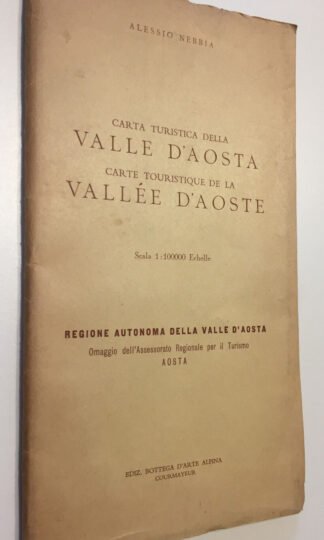 ALESSIO NEBBIA
CARTA TURISTICA DELLA
VALLE D'AOSTA
CARTE TOURISTIQUE DE LA
VALLÉE D'AOSTE
Scala 1:100000 Echelle
REGIONE AUTONOMA DELLA VALLE D'AOSTA
Omaggio dell'Assessorato Regionale per il Turismo
AOSTA
EDIZ. BOTTEGA D'ARTE ALPINA
COURMAYEUR